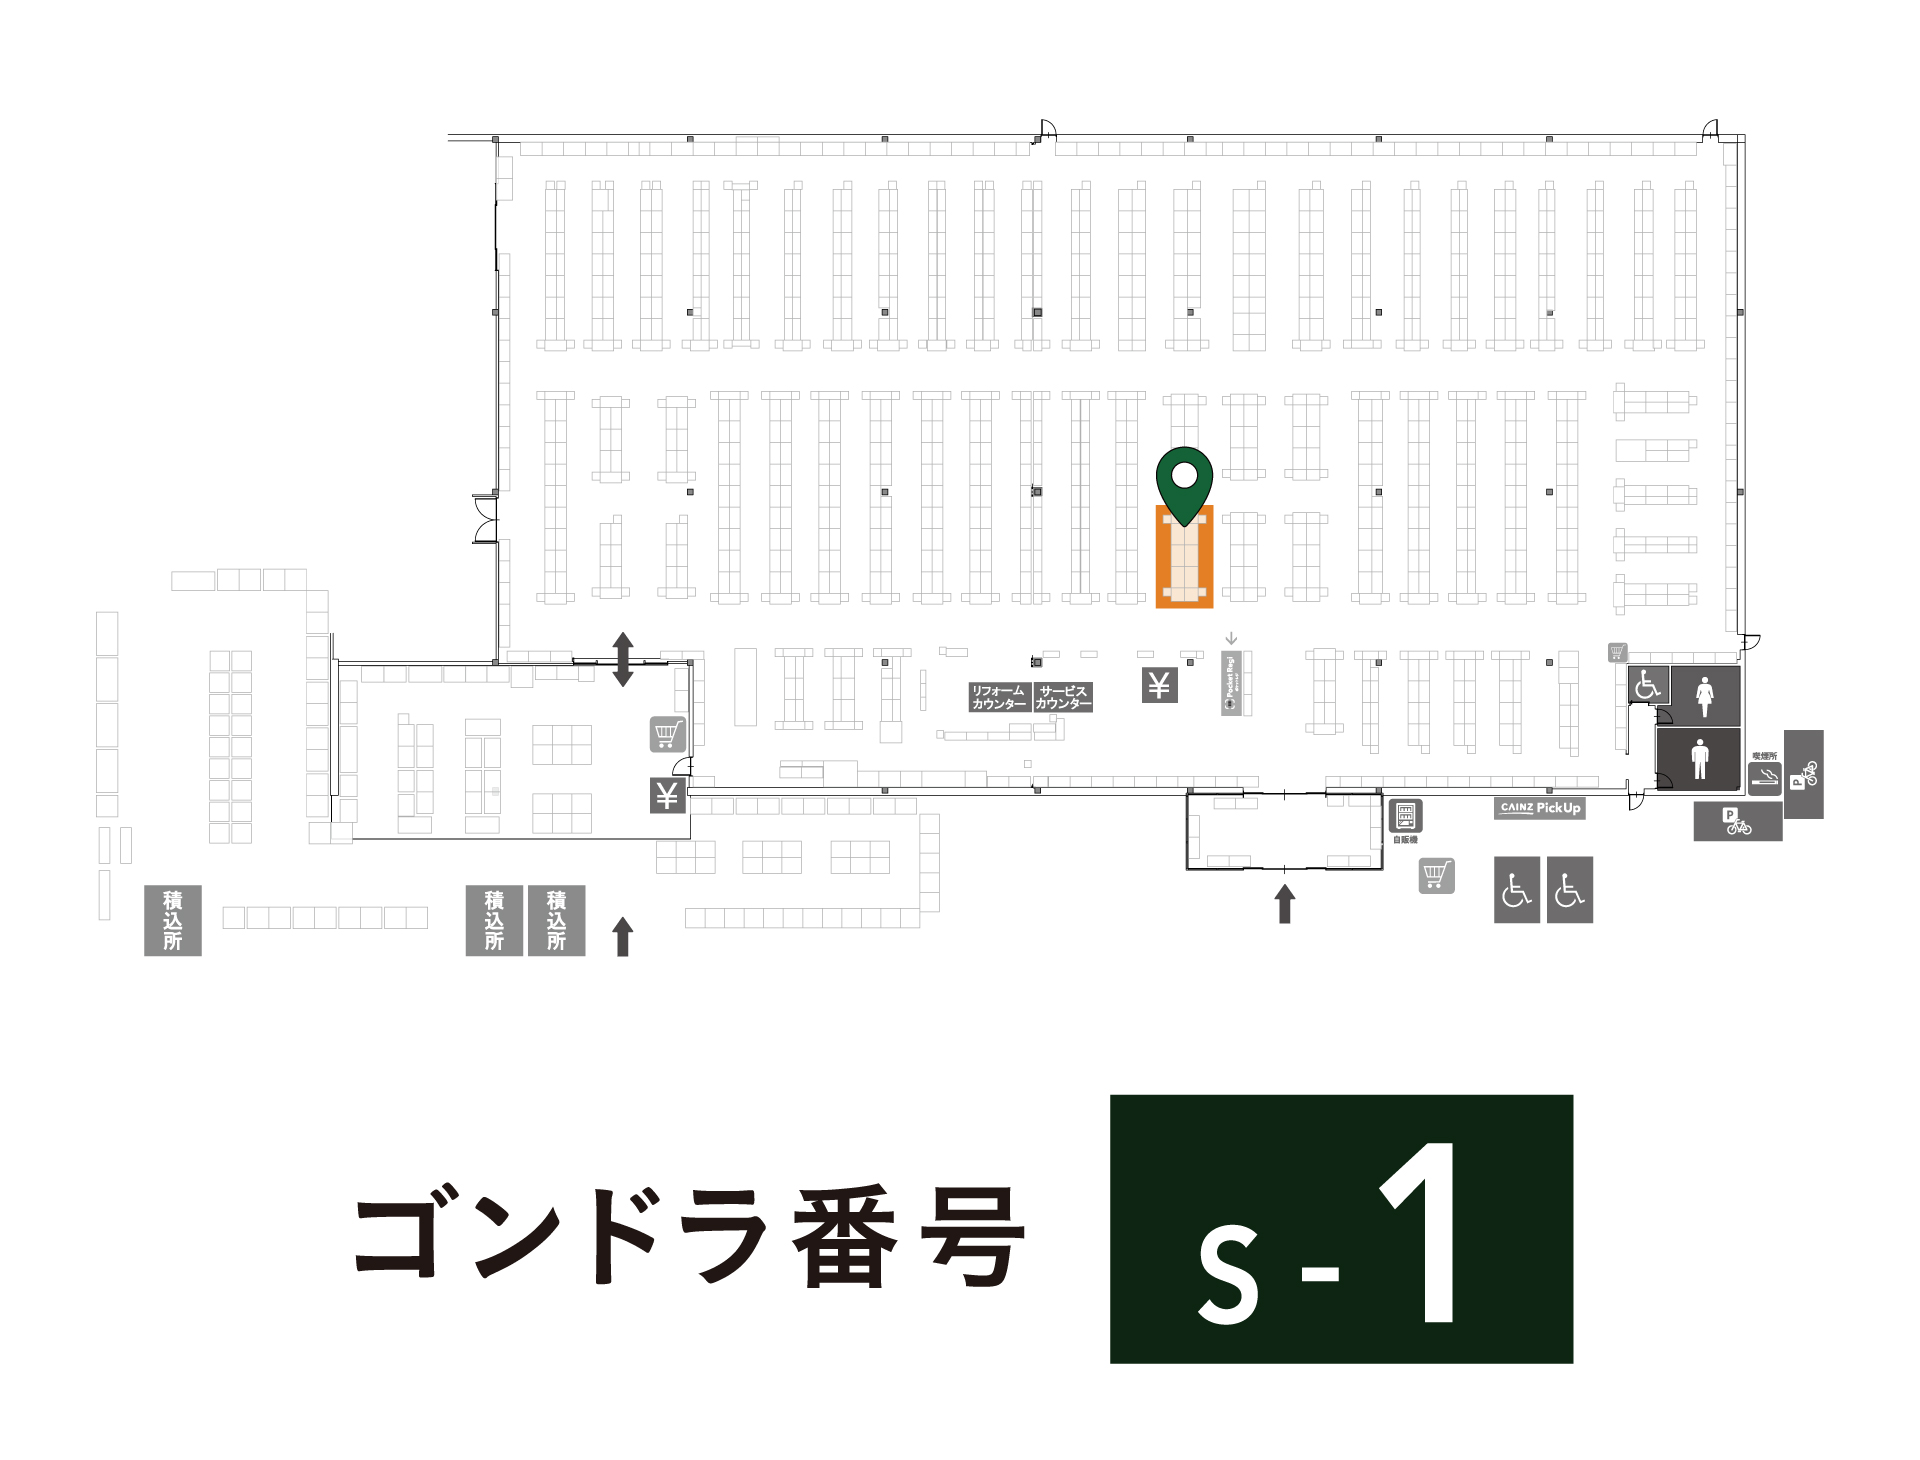 Pocket Regi
リフォーム
カウンター
サービス
カウンター
¥
¥
喫煙所
P
P
CAINZ PickUp
自販機
積込所
積込所
積込所
ゴンドラ番号
S-1